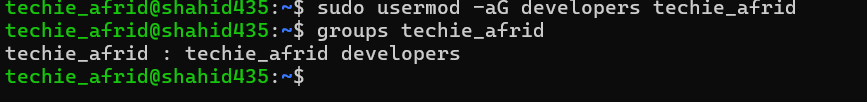 techie_afrid@shahid435:~$ sudo usermod -aG developers techie_afrid
techie_afrid@shahid435:~$ groups techie_afrid
techie_afrid : techie_afrid developers
techie_afrid@shahid435:~$